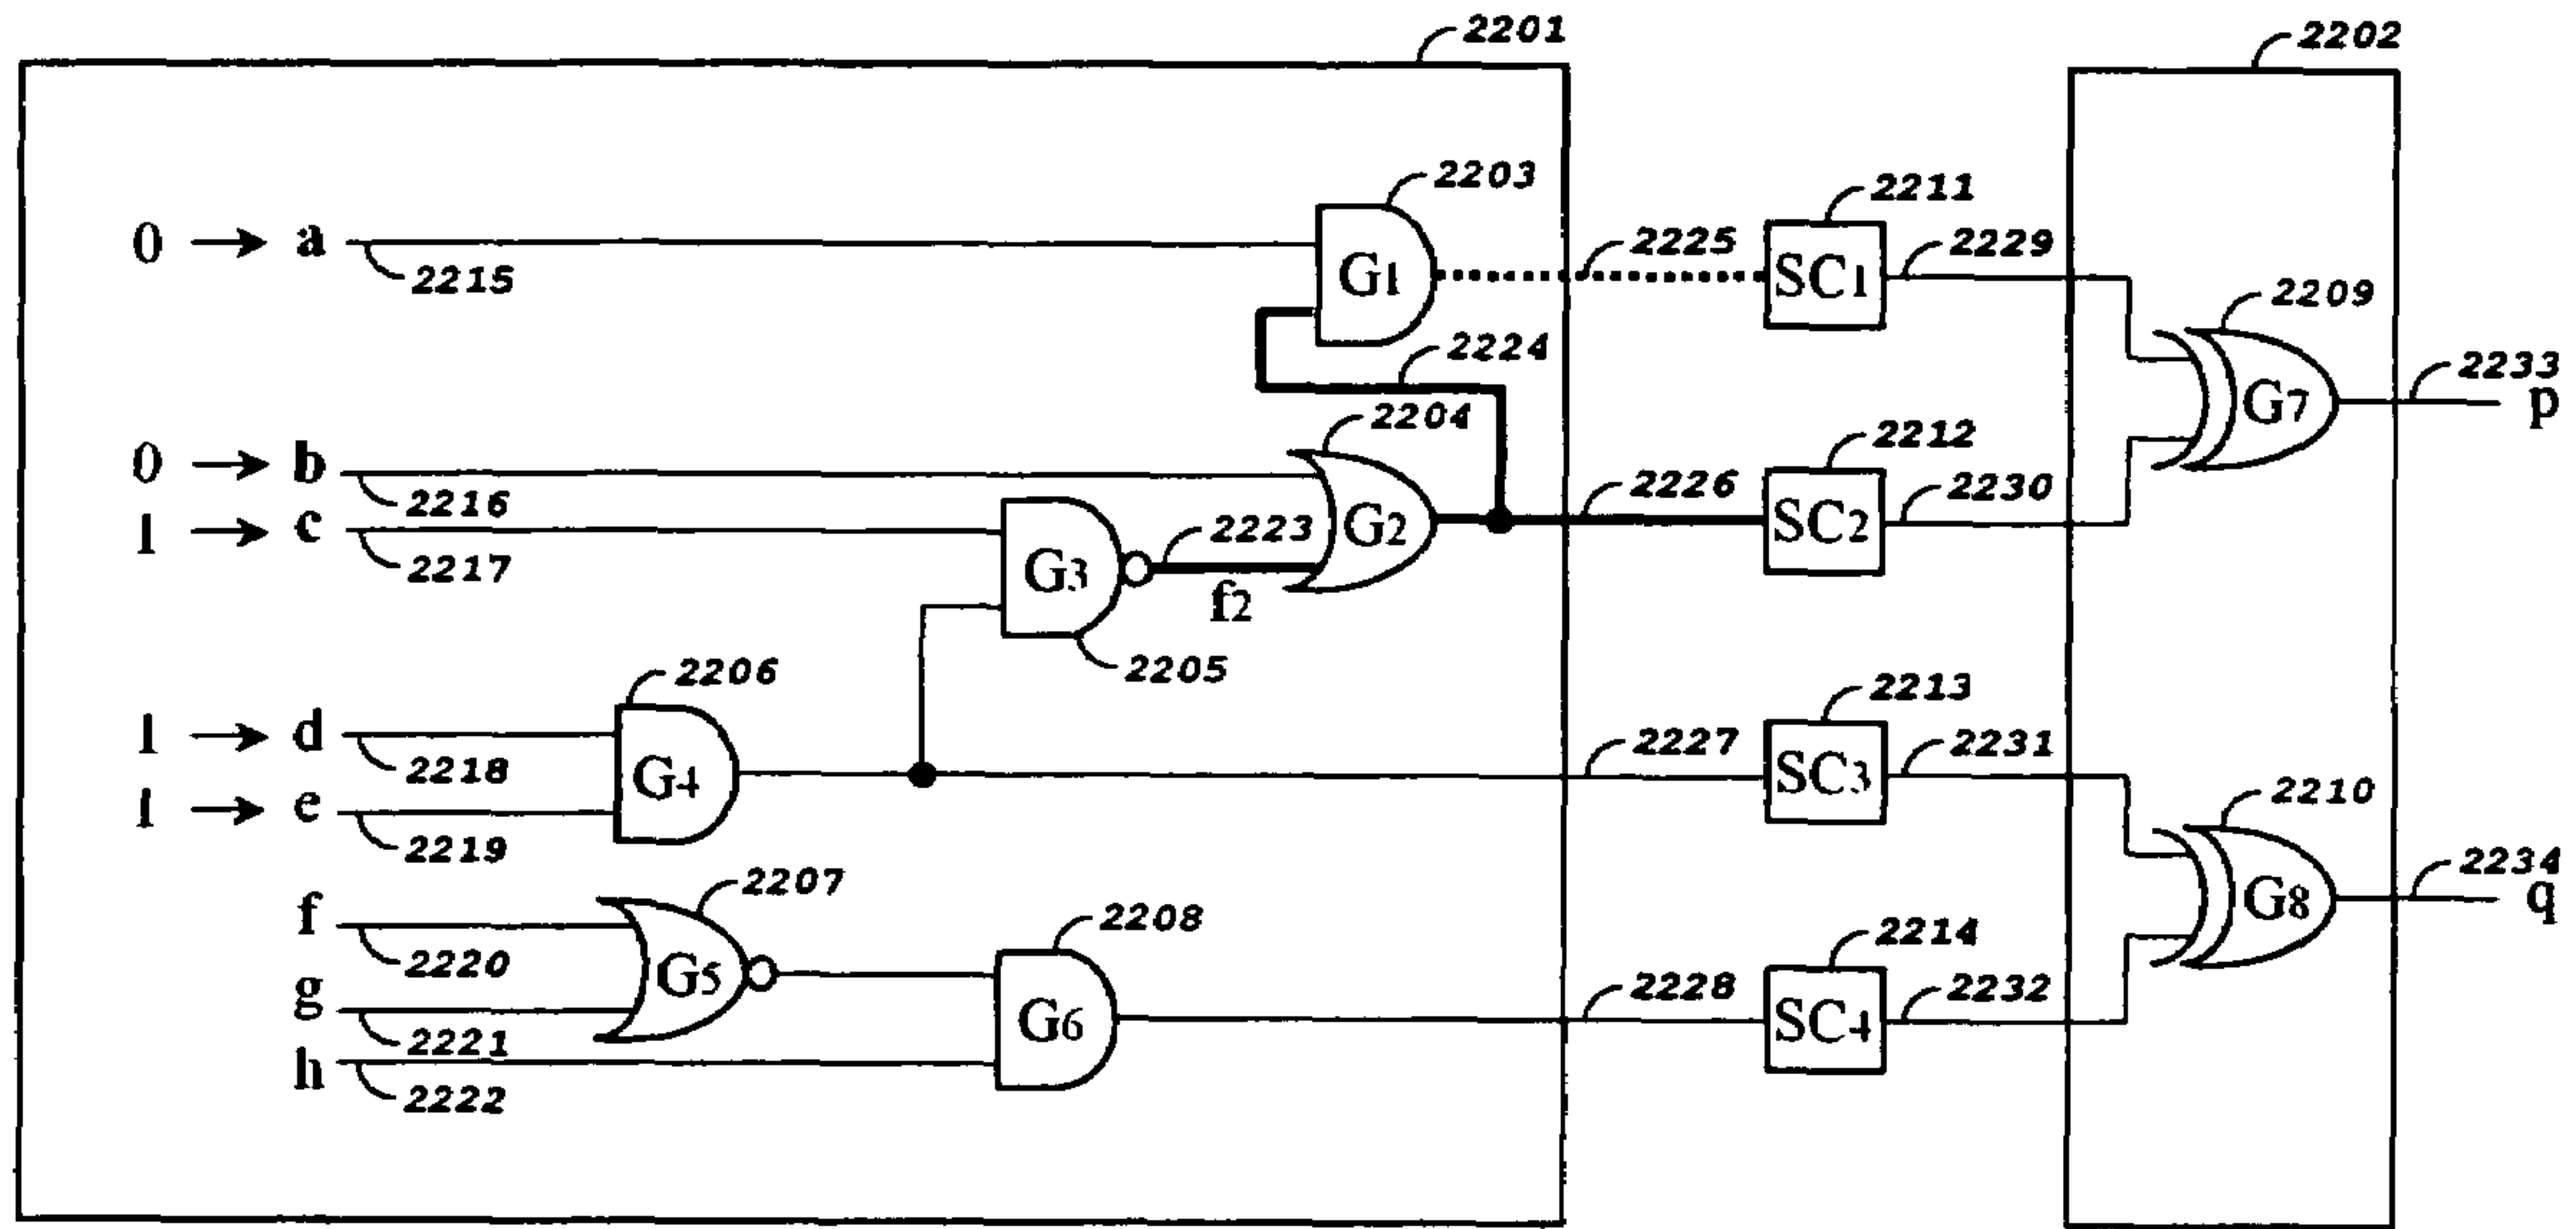 2201
2202
2203
0 → a
2215
G1
2225
SC1
2211
2229
2209
2224
G7
2233
p
2204
0 → b
2216
1 → c
2217
G3
2223
f2
G2
2226
2212
SC2
2230
2205
2206
1 → d
2218
G4
1 → e
2219
2227
2213
SC3
2231
2210
G8
2234
q
2207
f
2220
G5
g
2221
h
2222
2208
G6
2228
2214
SC4
2232